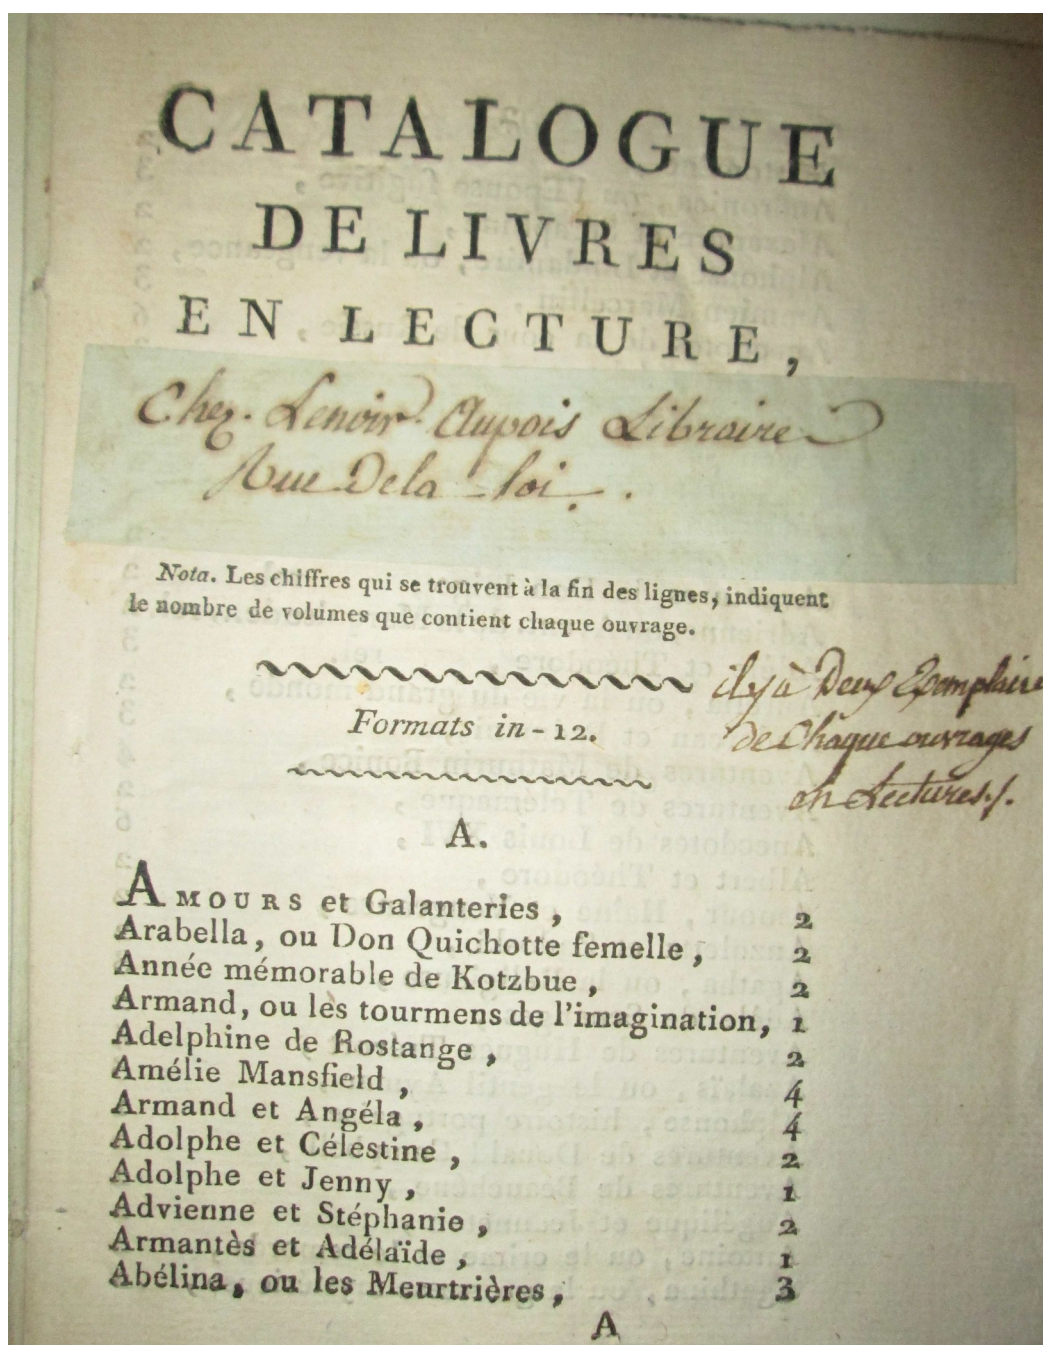 CATALOGUE
DE LIVRES
EN LECTURE,
Chez Lenoir Aupois Libraire
Rue Dela loi.
Nota. Les chiffres qui se trouvent à la fin des lignes, indiquent
le nombre de volumes que contient chaque ouvrage.
il y à Deux Exemplaire
de Chaque ouvrages
en Lectures./.
Formats in-12.
A.
AMOURS et Galanteries, 2
Arabella, ou Don Quichotte femelle, 2
Année mémorable de Kotzbue, 2
Armand, ou les tourmens de l'imagination, 1
Adelphine de Rostange, 2
Amélie Mansfield, 4
Armand et Angéla, 4
Adolphe et Célestine, 2
Adolphe et Jenny, 1
Advienne et Stéphanie, 2
Armantès et Adélaïde, 1
Abélina, ou les Meurtrières, 3
A